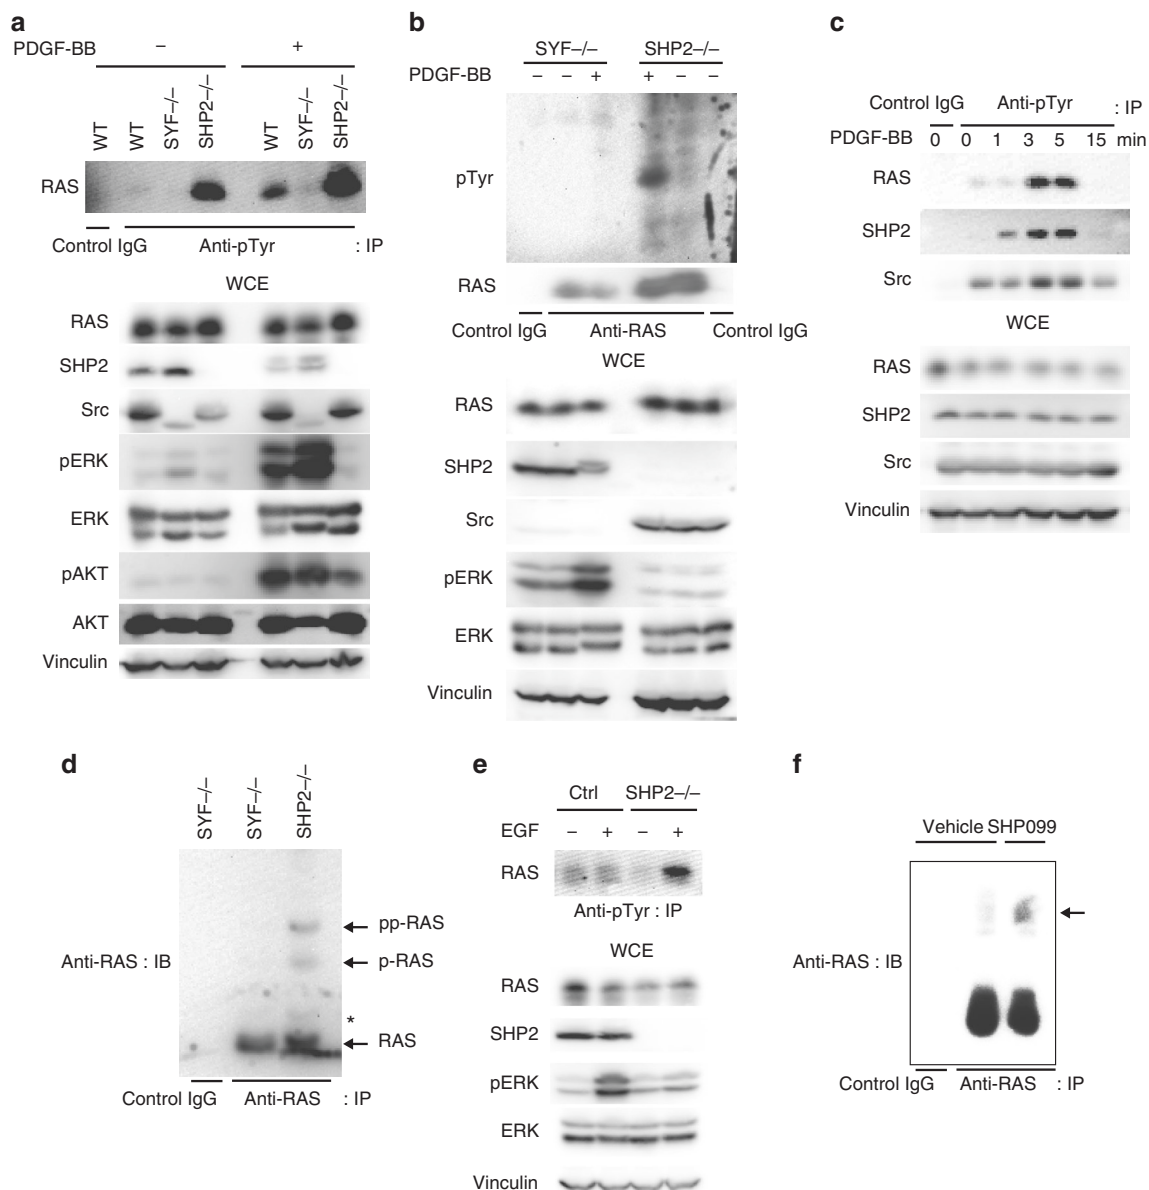 a
PDGF-BB – +
WT WT SYF–/– SHP2–/– WT SYF–/– SHP2–/–
RAS
Control IgG Anti-pTyr : IP
WCE
RAS
SHP2
Src
pERK
ERK
pAKT
AKT
Vinculin
b
SYF–/– SHP2–/–
PDGF-BB – – + + – –
pTyr
RAS
Control IgG Anti-RAS Control IgG
WCE
RAS
SHP2
Src
pERK
ERK
Vinculin
c
Control IgG Anti-pTyr : IP
PDGF-BB 0 0 1 3 5 15 min
RAS
SHP2
Src
WCE
RAS
SHP2
Src
Vinculin
d
SYF–/– SYF–/– SHP2–/–
pp-RAS
Anti-RAS : IB p-RAS
*
RAS
Control IgG Anti-RAS : IP
e
Ctrl SHP2–/–
EGF – + – +
RAS
Anti-pTyr : IP
WCE
RAS
SHP2
pERK
ERK
Vinculin
f
Vehicle SHP099
Anti-RAS : IB
Control IgG Anti-RAS : IP